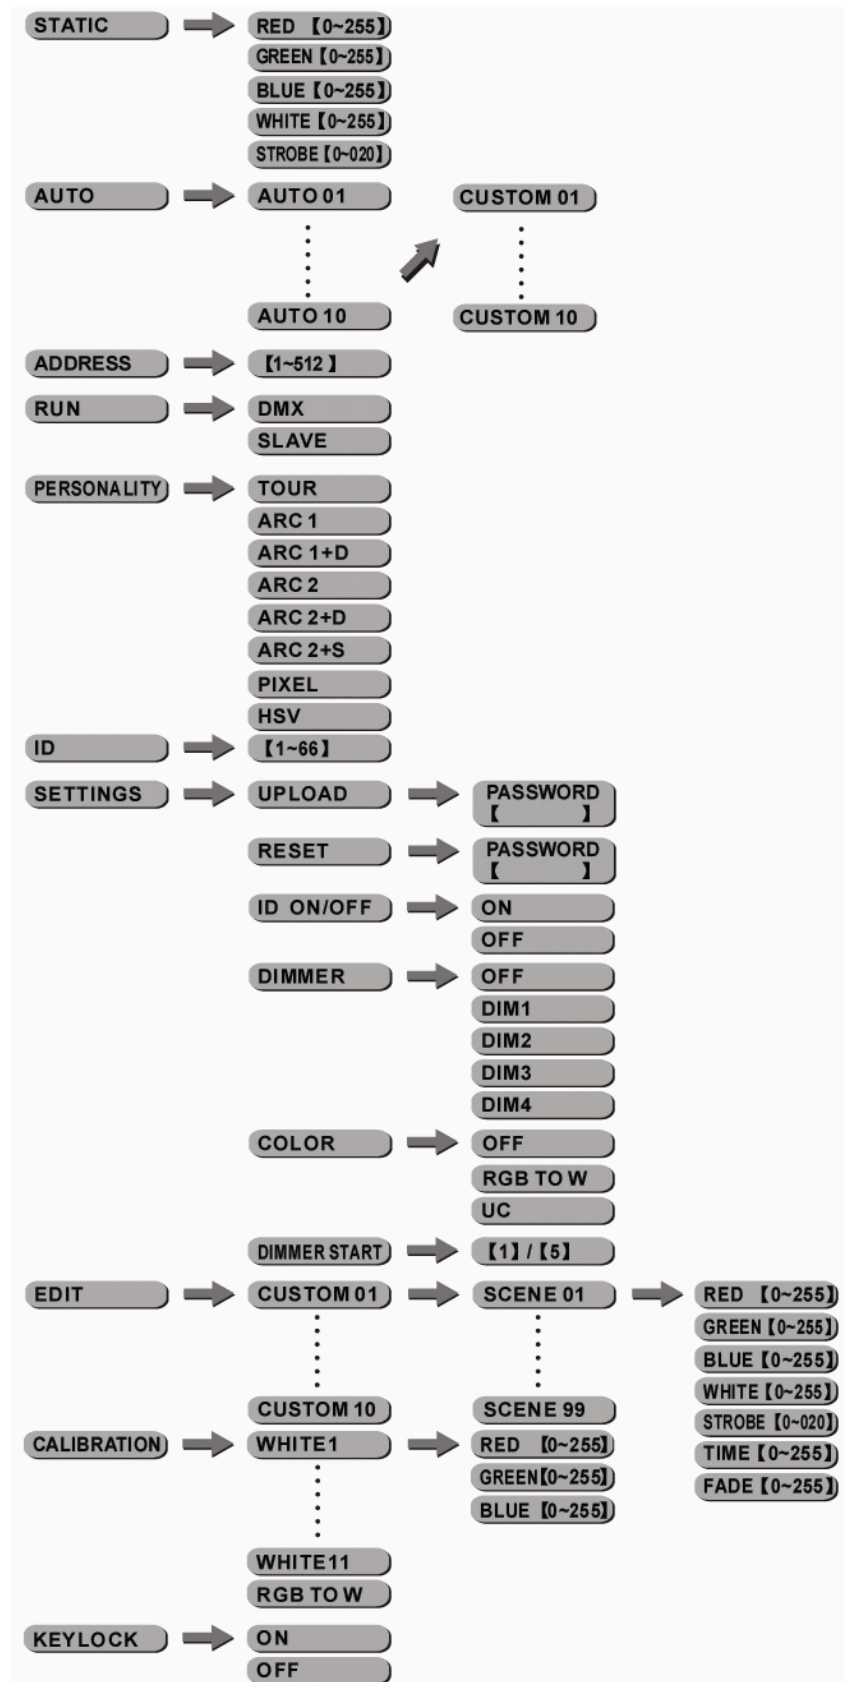 STATIC
RED 【0~255】
GREEN【0~255】
BLUE【0~255】
WHITE【0~255】
STROBE【0~020】
AUTO
AUTO 01
CUSTOM 01
AUTO 10
CUSTOM 10
ADDRESS
【1~512 】
RUN
DMX
SLAVE
PERSONALITY
TOUR
ARC 1
ARC 1+D
ARC 2
ARC 2+D
ARC 2+S
PIXEL
HSV
ID
【1~66】
SETTINGS
UPLOAD
PASSWORD
【 】
RESET
PASSWORD
【 】
ID ON/OFF
ON
OFF
DIMMER
OFF
DIM1
DIM2
DIM3
DIM4
COLOR
OFF
RGB TO W
UC
DIMMER START
【1】/【5】
EDIT
CUSTOM 01
SCENE 01
RED 【0~255】
GREEN【0~255】
BLUE【0~255】
WHITE【0~255】
STROBE【0~020】
TIME【0~255】
FADE【0~255】
CUSTOM 10
SCENE 99
CALIBRATION
WHITE1
RED 【0~255】
GREEN【0~255】
BLUE【0~255】
WHITE11
RGB TO W
KEYLOCK
ON
OFF